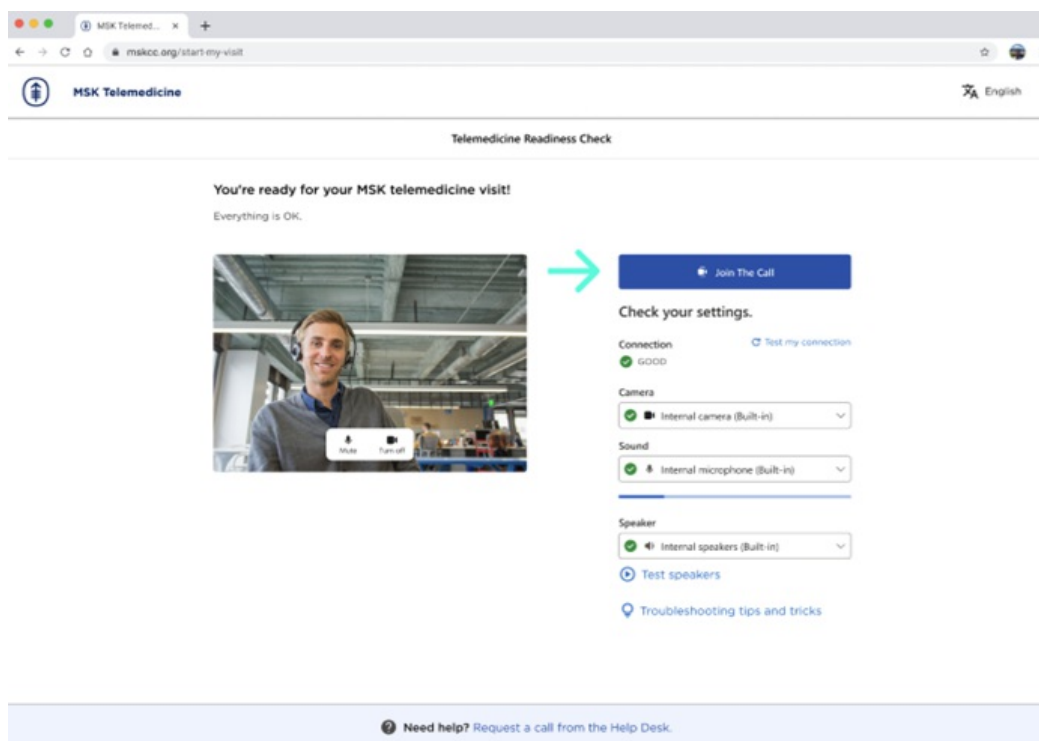 MSK Telemed...
mskcc.org/start-my-visit
MSK Telemedicine
English
Telemedicine Readiness Check
You're ready for your MSK telemedicine visit!
Everything is OK.
Mute
Turn off
Join The Call
Check your settings.
Connection
Test my connection
GOOD
Camera
Internal camera (Built-in)
Sound
Internal microphone (Built-in)
Speaker
Internal speakers (Built-in)
Test speakers
Troubleshooting tips and tricks
Need help? Request a call from the Help Desk.